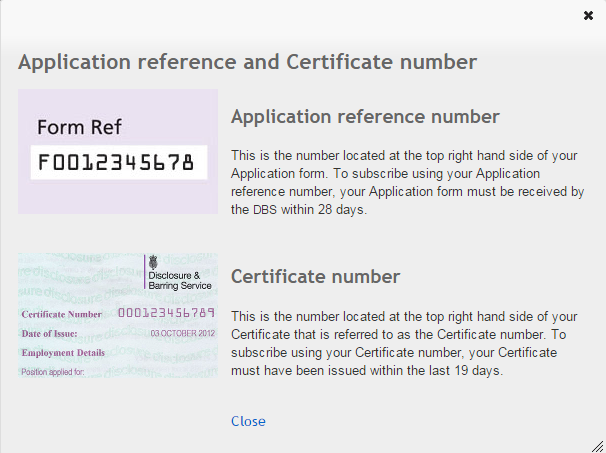 Application reference and Certificate number
Form Ref
F0012345678
Application reference number
This is the number located at the top right hand side of your
Application form. To subscribe using your Application
reference number, your Application form must be received by
the DBS within 28 days.
Disclosure &
Barring Service
Certificate Number 000123456789
Date of Issue: 03 OCTOBER 2012
Employment Details
Position applied for:
Certificate number
This is the number located at the top right hand side of your
Certificate that is referred to as the Certificate number. To
subscribe using your Certificate number, your Certificate
must have been issued within the last 19 days.
Close